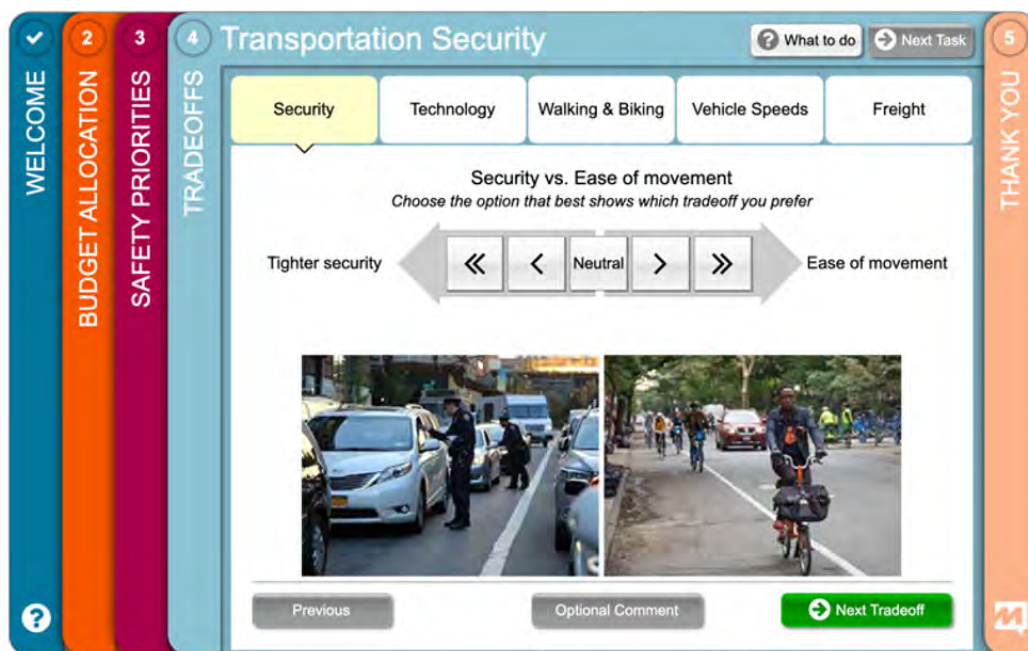 WELCOME
2
BUDGET ALLOCATION
3
SAFETY PRIORITIES
4
TRADEOFFS
Transportation Security
? What to do
Next Task
Security
Technology
Walking & Biking
Vehicle Speeds
Freight
Security vs. Ease of movement
Choose the option that best shows which tradeoff you prefer
Tighter security
Neutral
Ease of movement
Previous
Optional Comment
Next Tradeoff
?
5
THANK YOU